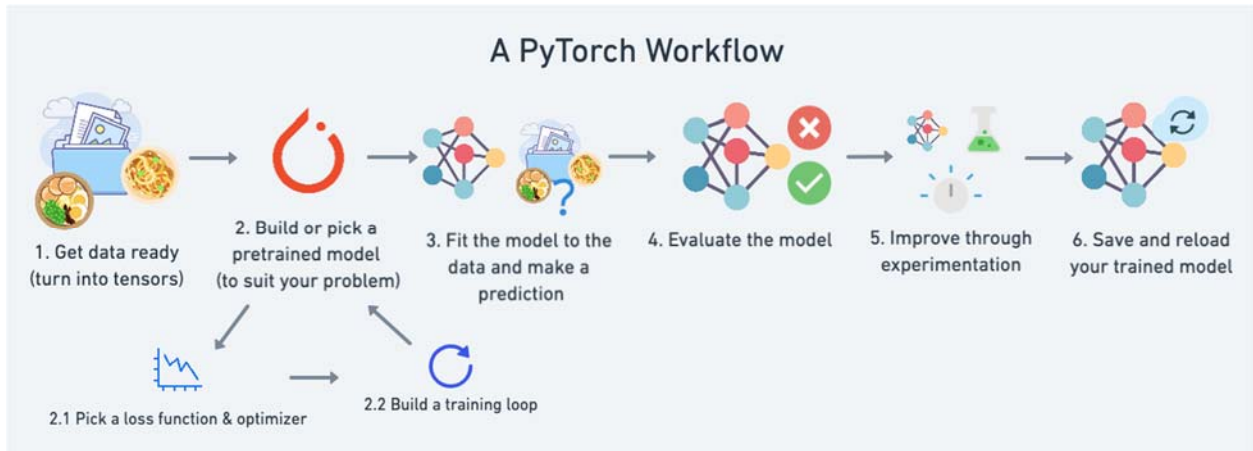 A PyTorch Workflow
1. Get data ready
(turn into tensors)
2. Build or pick a
pretrained model
(to suit your problem)
3. Fit the model to the
data and make a
prediction
4. Evaluate the model
5. Improve through
experimentation
6. Save and reload
your trained model
2.1 Pick a loss function & optimizer
2.2 Build a training loop